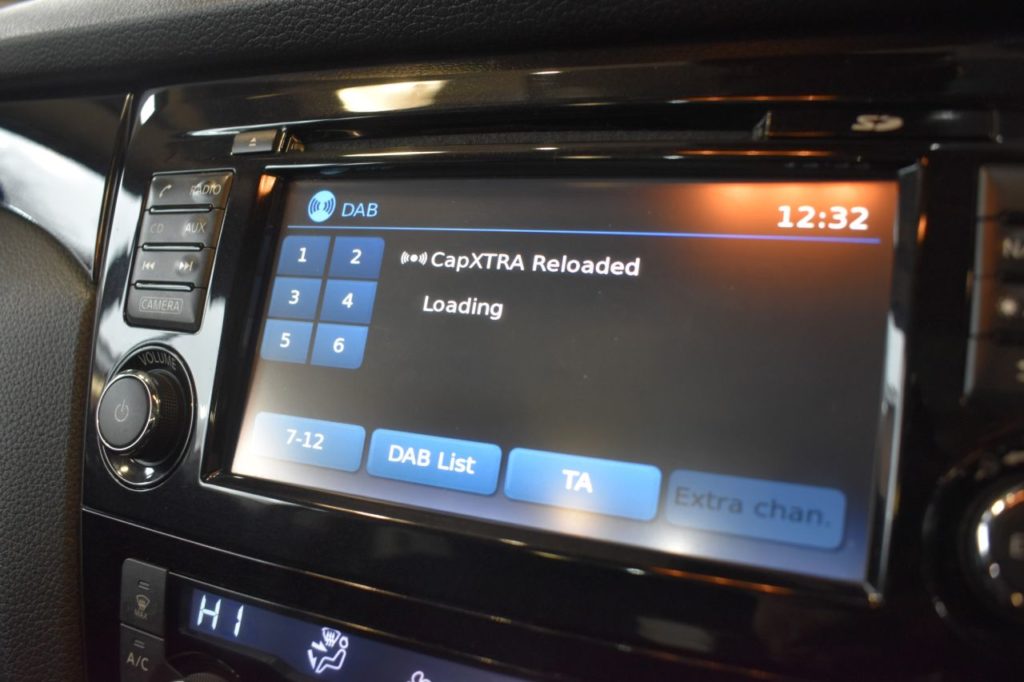 RADIO
CD AUX
CAMERA
VOLUME
DAB
12:32
1 2
3 4
5 6
CapXTRA Reloaded
Loading
7-12
DAB List
TA
Extra chan.
MAX
A/C
HI